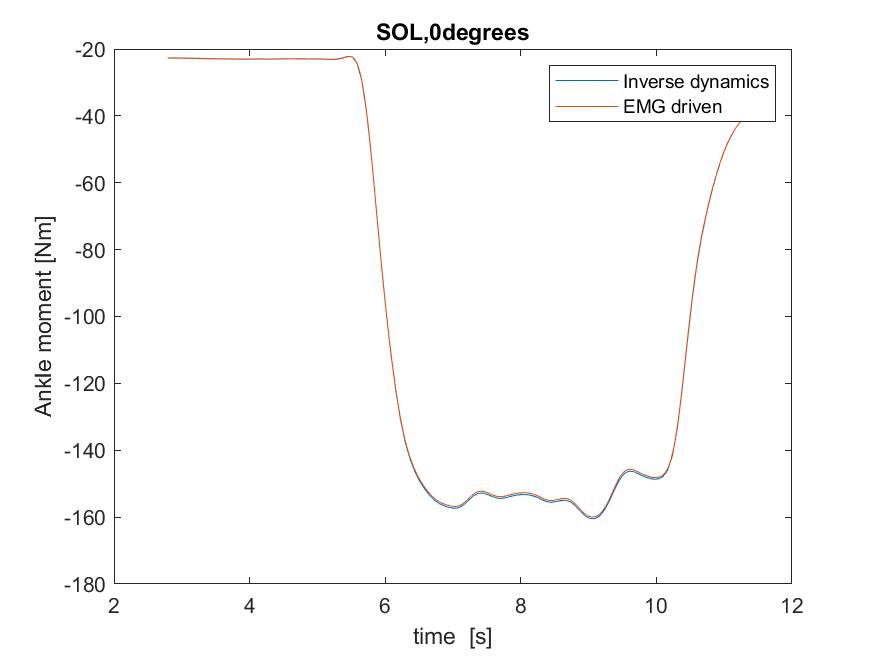 SOL,0degrees
-20
-40
-60
-80
-100
-120
-140
-160
-180
Ankle moment [Nm]
Inverse dynamics
EMG driven
2 4 6 8 10 12
time [s]